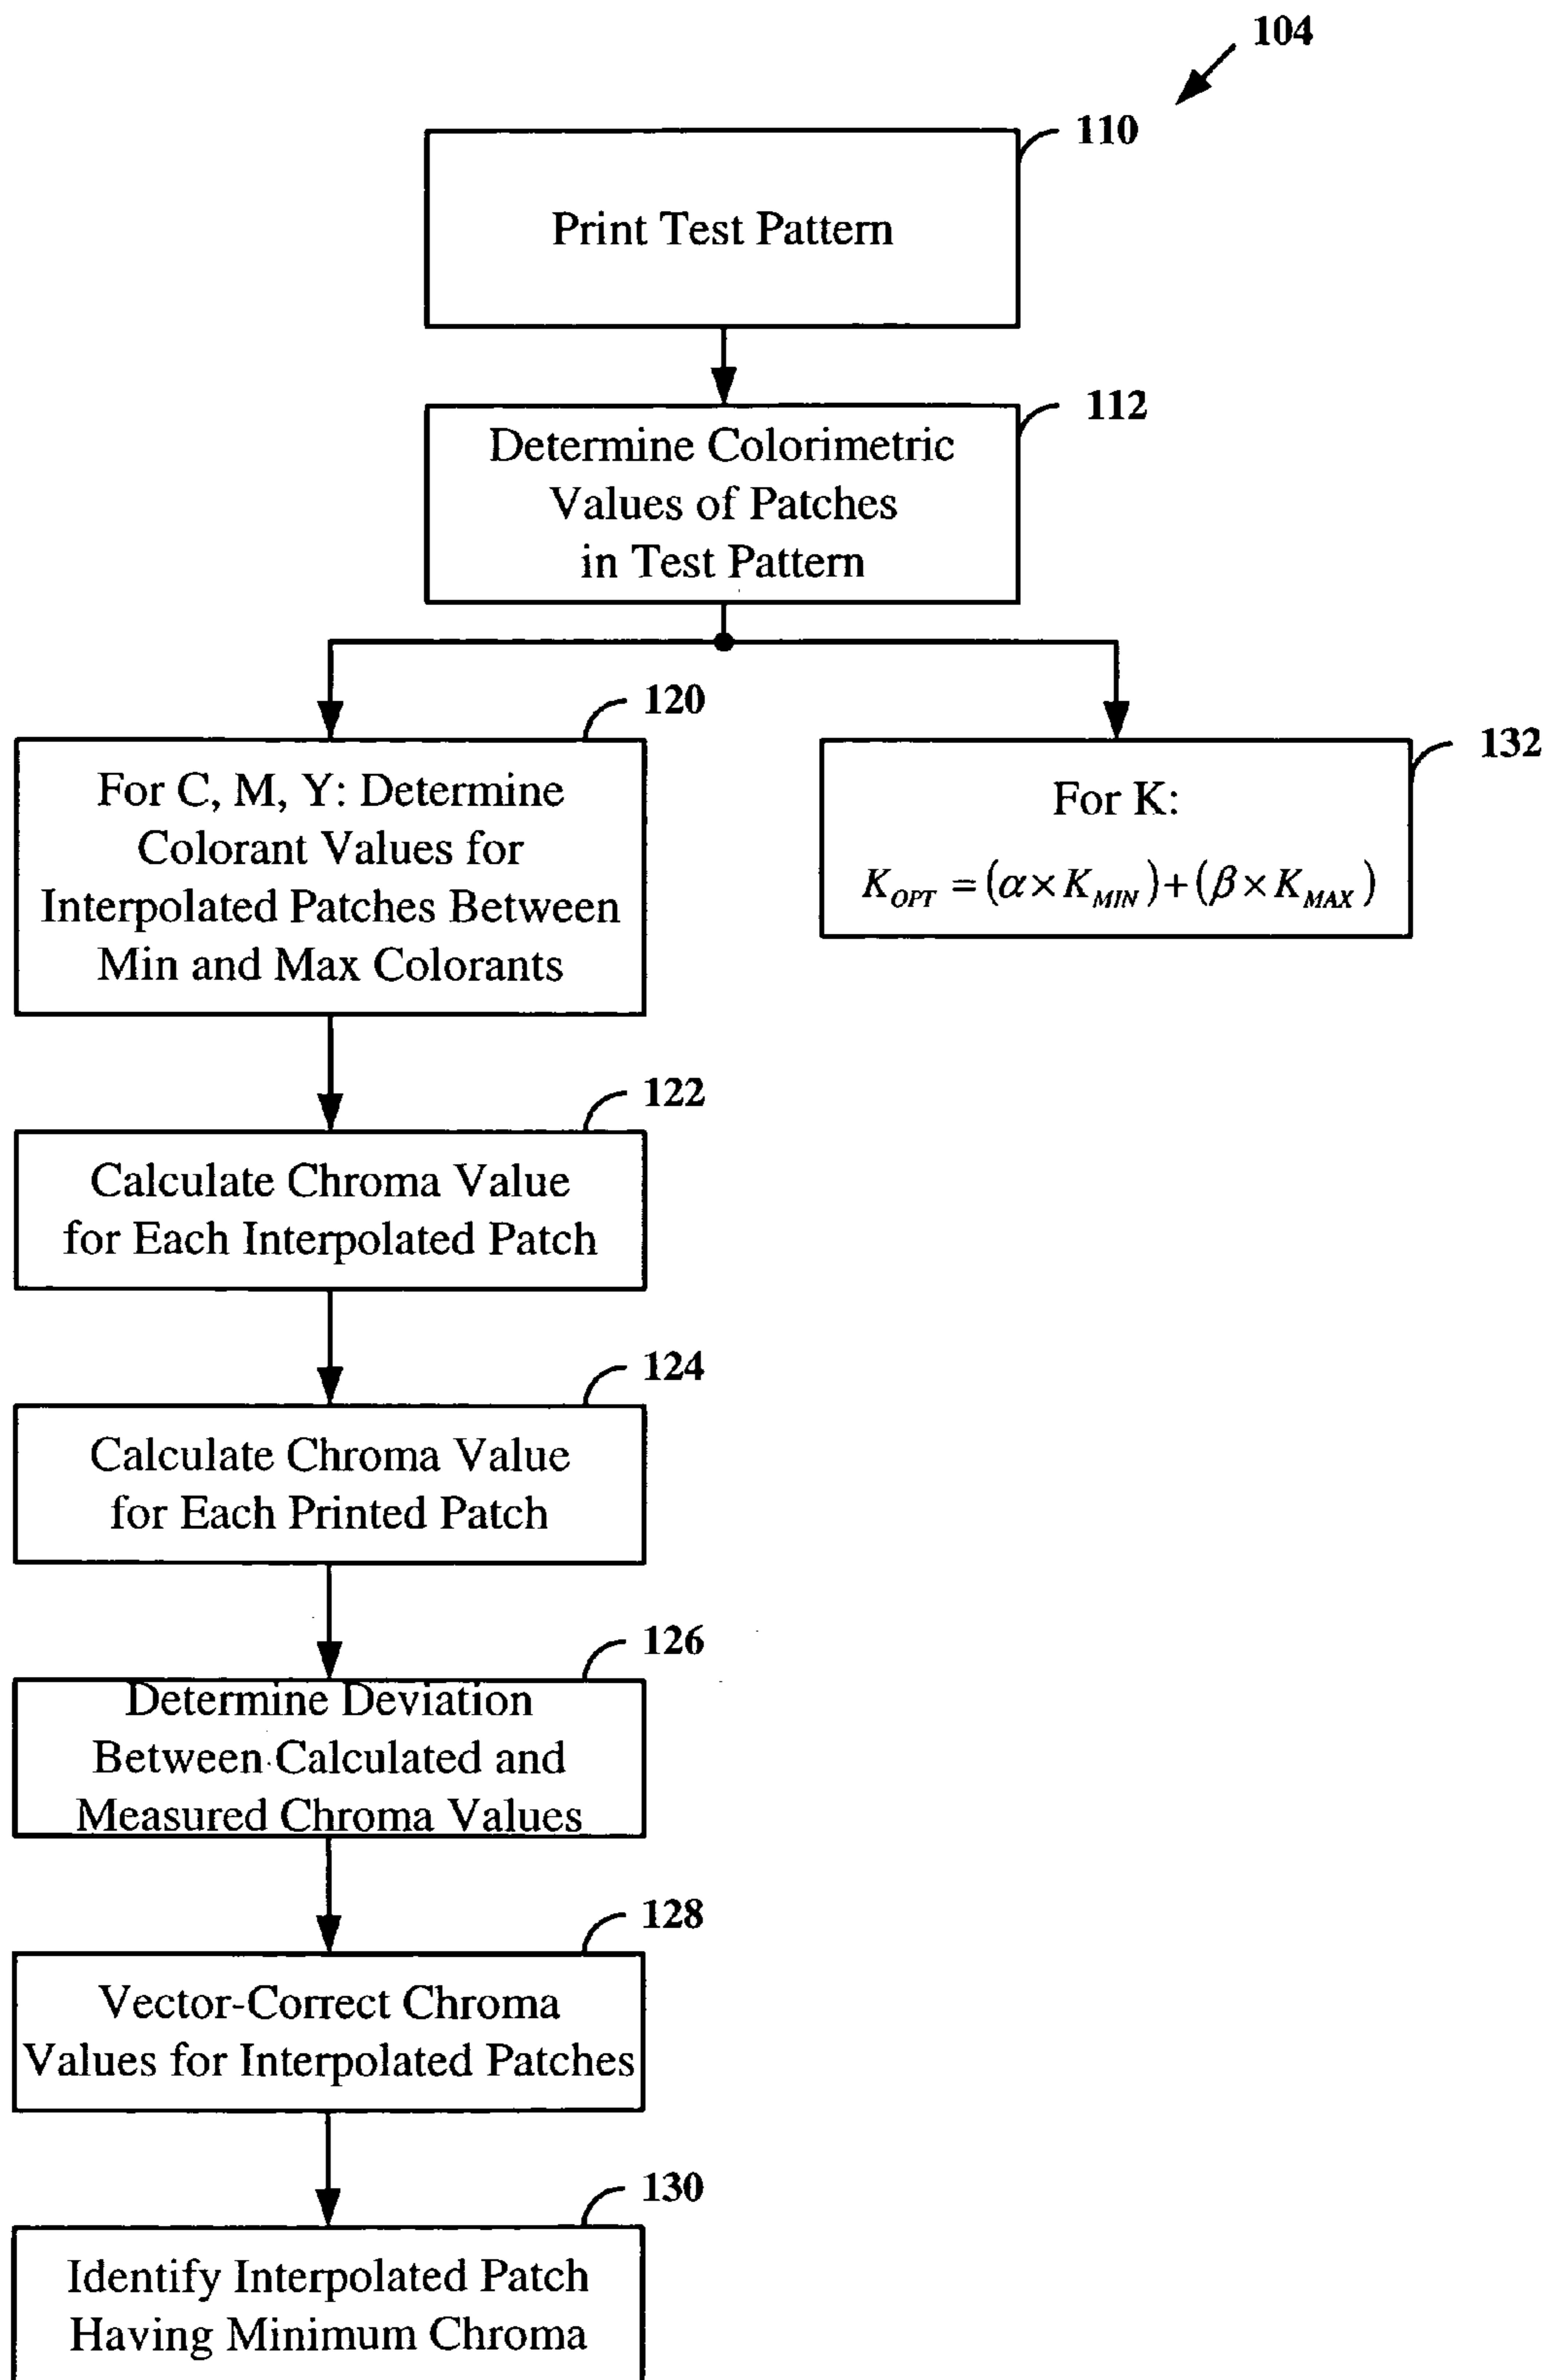 104
110
Print Test Pattern
112
Determine Colorimetric
Values of Patches
in Test Pattern
120
For C, M, Y: Determine
Colorant Values for
Interpolated Patches Between
Min and Max Colorants
132
For K:
K_OPT = (α × K_MIN) + (β × K_MAX)
122
Calculate Chroma Value
for Each Interpolated Patch
124
Calculate Chroma Value
for Each Printed Patch
126
Determine Deviation
Between Calculated and
Measured Chroma Values
128
Vector-Correct Chroma
Values for Interpolated Patches
130
Identify Interpolated Patch
Having Minimum Chroma